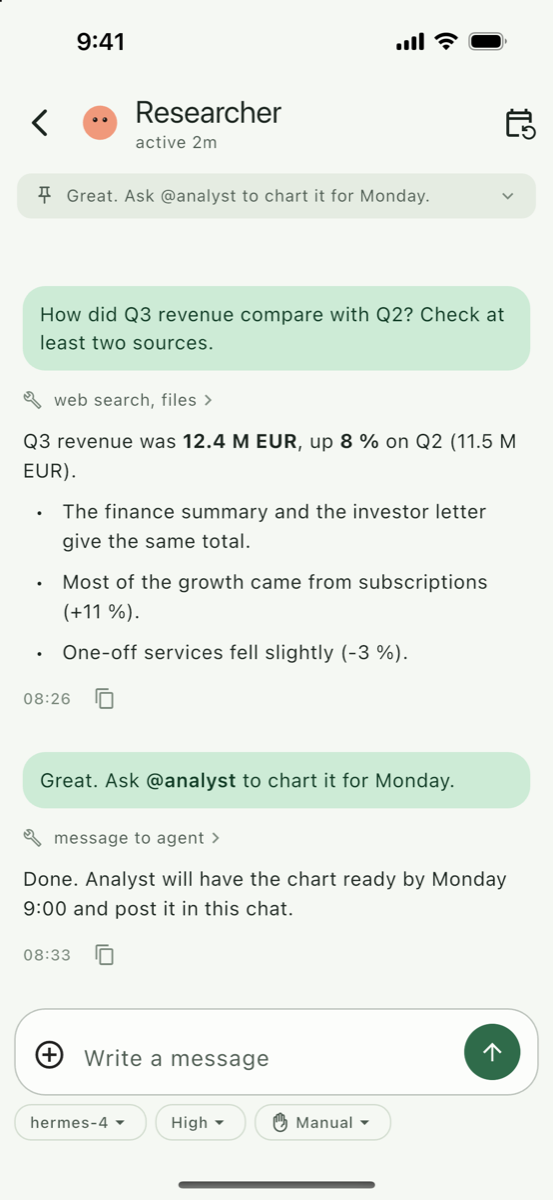 9:41
Researcher
active 2m
Great. Ask @analyst to chart it for Monday.
How did Q3 revenue compare with Q2? Check at
least two sources.
web search, files >
Q3 revenue was 12.4 M EUR, up 8 % on Q2 (11.5 M
EUR).
• The finance summary and the investor letter
give the same total.
• Most of the growth came from subscriptions
(+11 %).
• One-off services fell slightly (-3 %).
08:26
Great. Ask @analyst to chart it for Monday.
message to agent >
Done. Analyst will have the chart ready by Monday
9:00 and post it in this chat.
08:33
Write a message
hermes-4
High
Manual